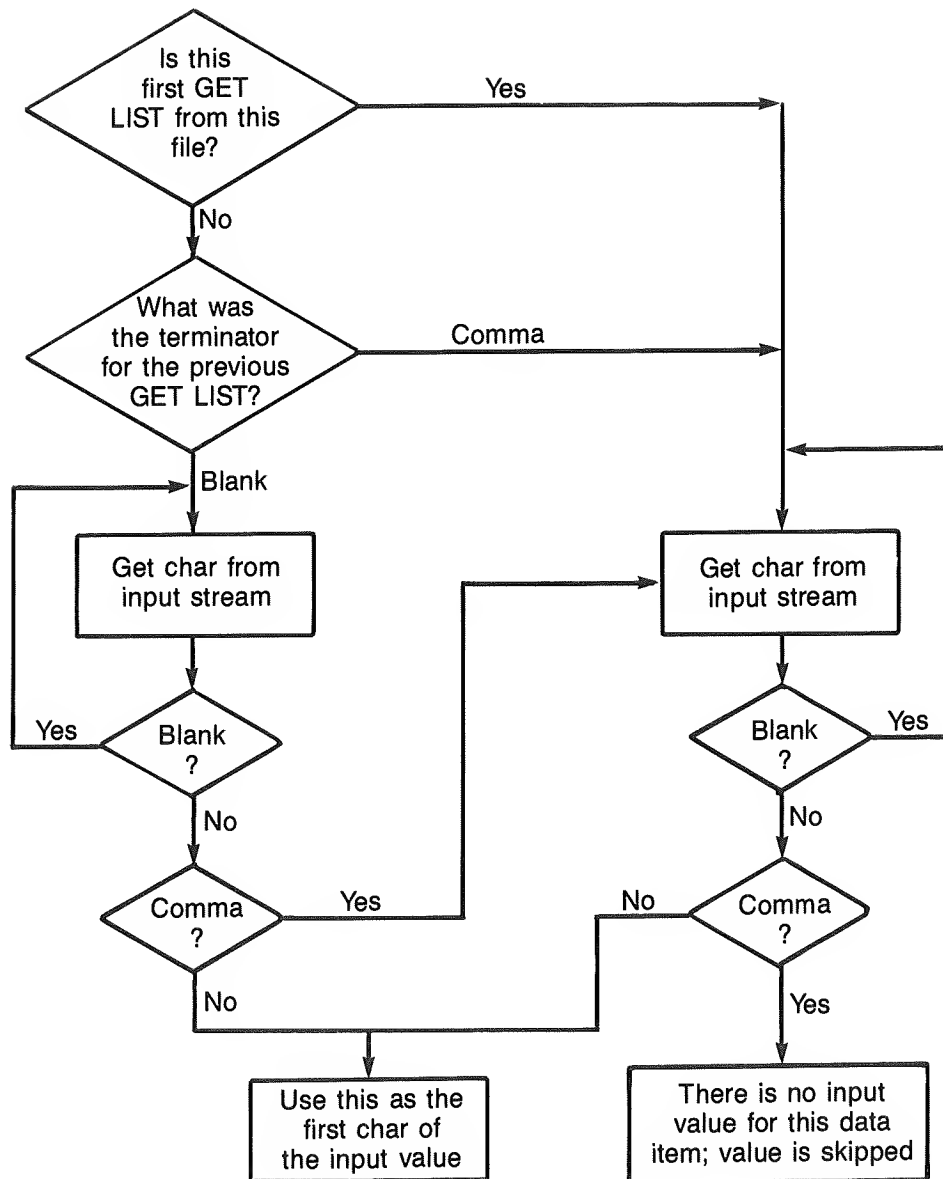 Is this
first GET
LIST from this
file?
Yes
No
What was
the terminator
for the previous
GET LIST?
Comma
Blank
Get char from
input stream
Get char from
input stream
Yes
Blank
?
Blank
?
Yes
No
No
Comma
?
Yes
No
Comma
?
No
Yes
Use this as the
first char of
the input value
There is no input
value for this data
item; value is skipped